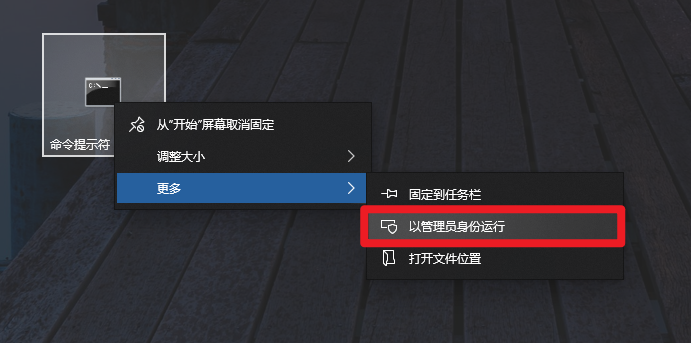 C:\_
命令提示符
从"开始"屏幕取消固定
调整大小
更多
固定到任务栏
以管理员身份运行
打开文件位置